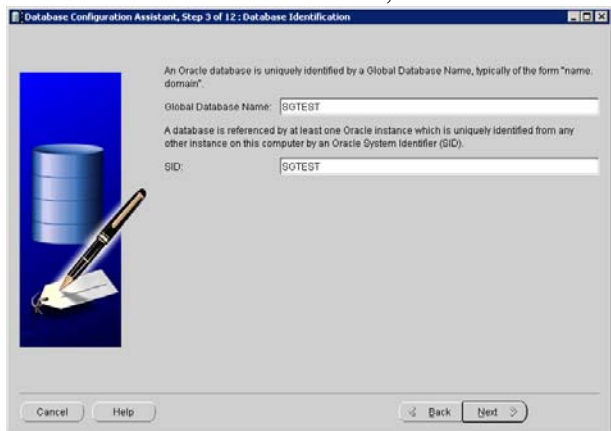 Database Configuration Assistant, Step 3 of 12 : Database Identification
An Oracle database is uniquely identified by a Global Database Name, typically of the form "name.
domain".
Global Database Name: SGTEST
A database is referenced by at least one Oracle instance which is uniquely identified from any
other instance on this computer by an Oracle System Identifier (SID).
SID: SGTEST
Cancel Help Back Next